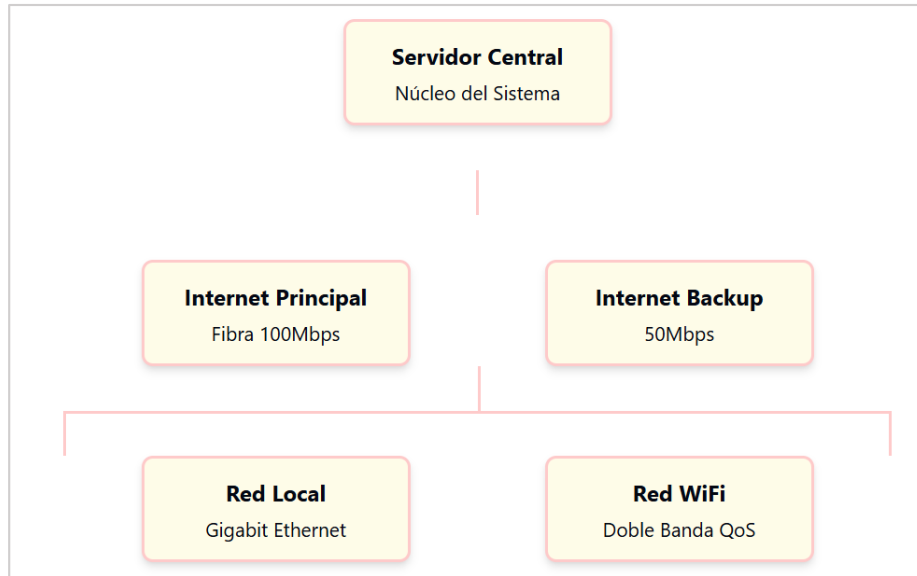 Servidor Central
Núcleo del Sistema
Internet Principal
Fibra 100Mbps
Internet Backup
50Mbps
Red Local
Gigabit Ethernet
Red WiFi
Doble Banda QoS